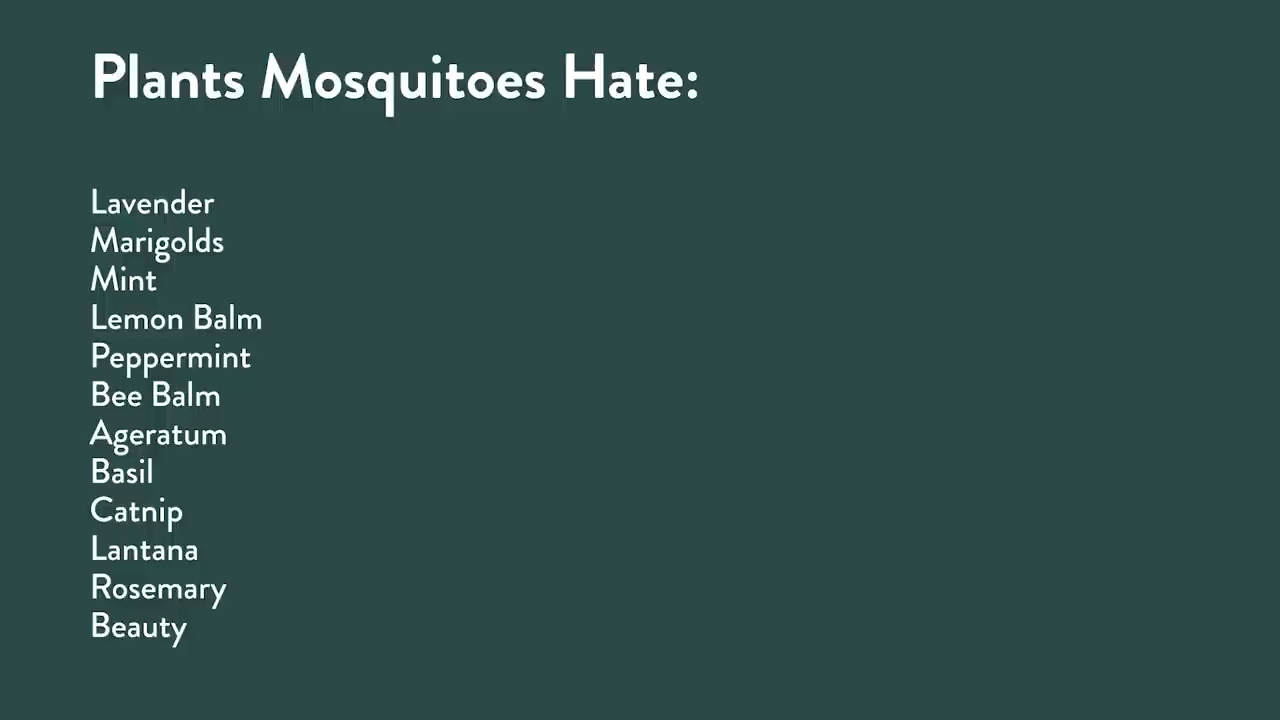 Plants Mosquitoes Hate:
Lavender
Marigolds
Mint
Lemon Balm
Peppermint
Bee Balm
Ageratum
Basil
Catnip
Lantana
Rosemary
Beauty